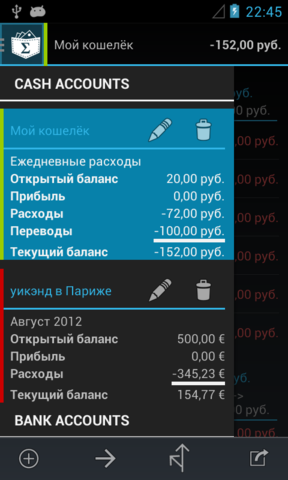 22:45
Мой кошелёк -152,00 руб.
CASH ACCOUNTS
Мой кошелёк
Ежедневные расходы
Открытый баланс 20,00 руб.
Прибыль 0,00 руб.
Расходы -72,00 руб.
Переводы -100,00 руб.
Текущий баланс -152,00 руб.
уикэнд в Париже
Август 2012
Открытый баланс 500,00 €
Прибыль 0,00 €
Расходы -345,23 €
Текущий баланс 154,77 €
BANK ACCOUNTS